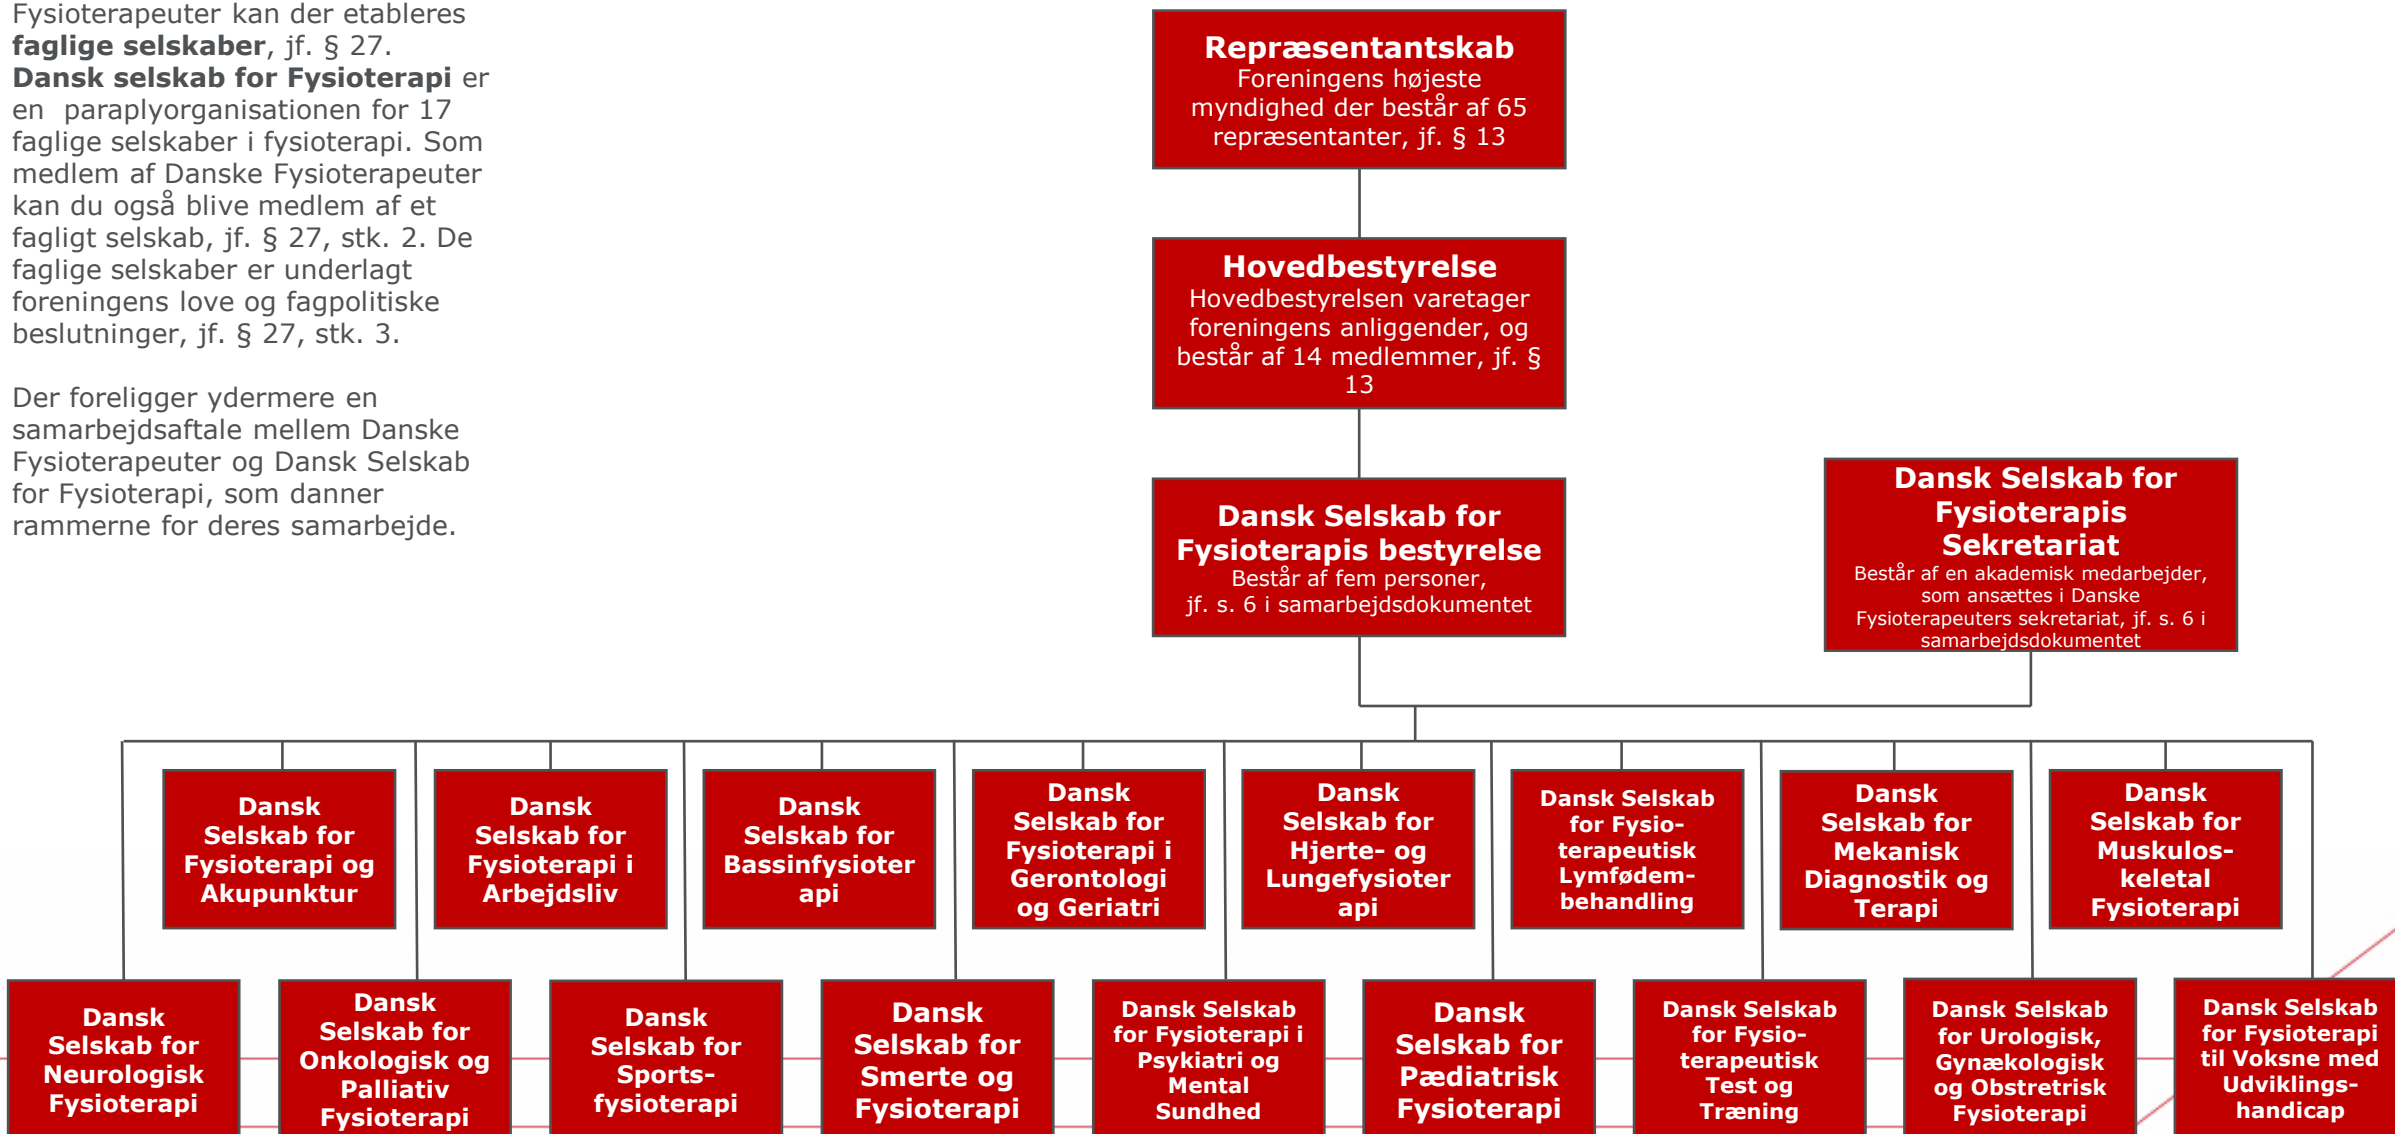 Fysioterapeuter kan der etableres
faglige selskaber, jf. § 27.
Dansk selskab for Fysioterapi er
en  paraplyorganisationen for 17
faglige selskaber i fysioterapi. Som
medlem af Danske Fysioterapeuter
kan du også blive medlem af et
fagligt selskab, jf. § 27, stk. 2. De
faglige selskaber er underlagt
foreningens love og fagpolitiske
beslutninger, jf. § 27, stk. 3.
Der foreligger ydermere en
samarbejdsaftale mellem Danske
Fysioterapeuter og Dansk Selskab
for Fysioterapi, som danner
rammerne for deres samarbejde.
Repræsentantskab
Foreningens højeste
myndighed der består af 65
repræsentanter, jf. § 13
Hovedbestyrelse
Hovedbestyrelsen varetager
foreningens anliggender, og
består af 14 medlemmer, jf. §
13
Dansk Selskab for
Fysioterapis bestyrelse
Består af fem personer,
jf. s. 6 i samarbejdsdokumentet
Dansk Selskab for
Fysioterapis
Sekretariat
Består af en akademisk medarbejder,
som ansættes i Danske
Fysioterapeuters sekretariat, jf. s. 6 i
samarbejdsdokumentet
Dansk
Selskab for
Fysioterapi og
Akupunktur
Dansk
Selskab for
Fysioterapi i
Arbejdsliv
Dansk
Selskab for
Bassinfysioter
api
Dansk
Selskab for
Fysioterapi i
Gerontologi
og Geriatri
Dansk
Selskab for
Hjerte- og
Lungefysioter
api
Dansk Selskab
for Fysio-
terapeutisk
Lymfødem-
behandling
Dansk
Selskab for
Mekanisk
Diagnostik og
Terapi
Dansk
Selskab for
Muskulos-
keletal
Fysioterapi
Dansk
Selskab for
Neurologisk
Fysioterapi
Dansk
Selskab for
Onkologisk og
Palliativ
Fysioterapi
Dansk
Selskab for
Sports-
fysioterapi
Dansk
Selskab for
Smerte og
Fysioterapi
Dansk Selskab
for Fysioterapi i
Psykiatri og
Mental
Sundhed
Dansk
Selskab for
Pædiatrisk
Fysioterapi
Dansk Selskab
for Fysio-
terapeutisk
Test og
Træning
Dansk Selskab
for Urologisk,
Gynækologisk
og Obstretrisk
Fysioterapi
Dansk Selskab
for Fysioterapi
til Voksne med
Udviklings-
handicap